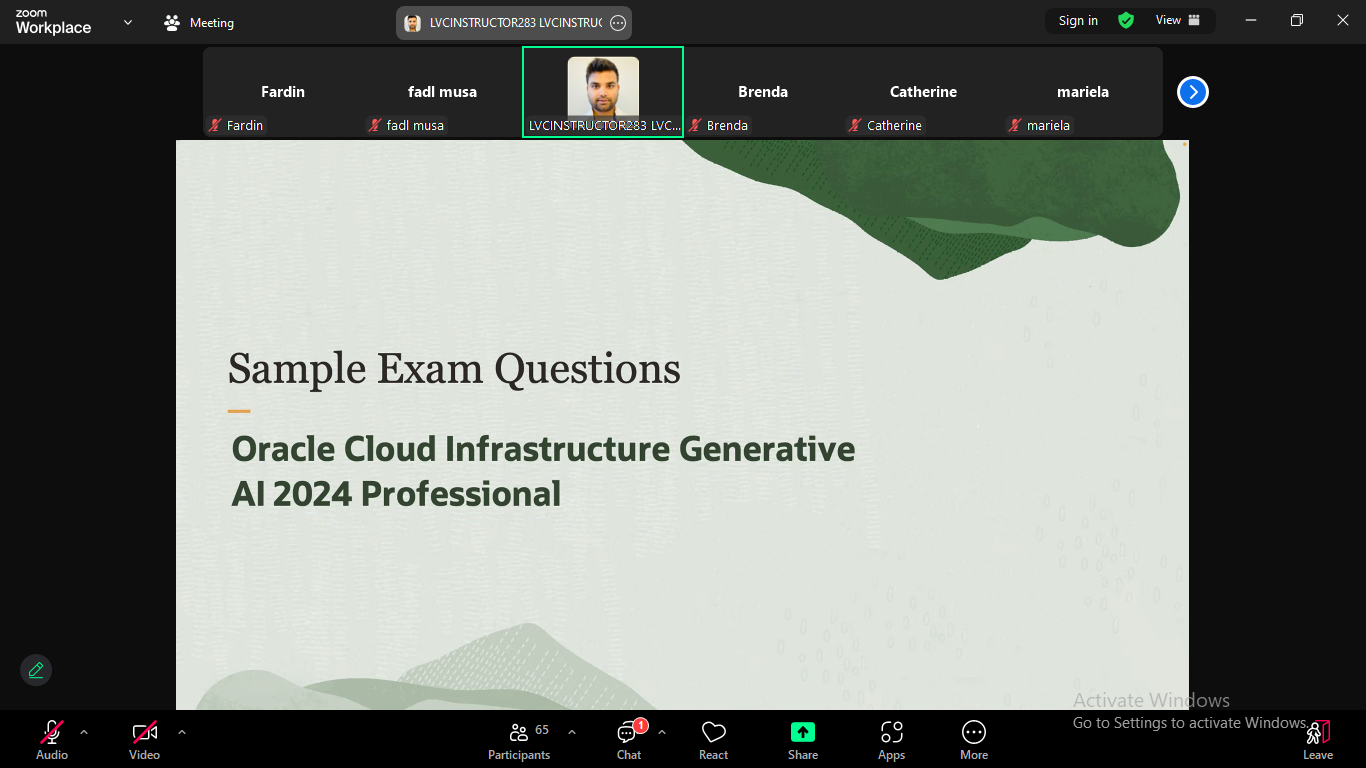 zoom
Workplace
Meeting
LVCINSTRUCTOR283 LVCINSTRUC
Sign in
View
Fardin
fadl musa
Brenda
Catherine
mariela
Fardin
fadl musa
LVCINSTRUCTOR283 LVC...
Brenda
Catherine
mariela
Sample Exam Questions
Oracle Cloud Infrastructure Generative
AI 2024 Professional
Activate Windows
Go to Settings to activate Windows.
Audio
Video
65
Participants
1
Chat
React
Share
Apps
More
Leave